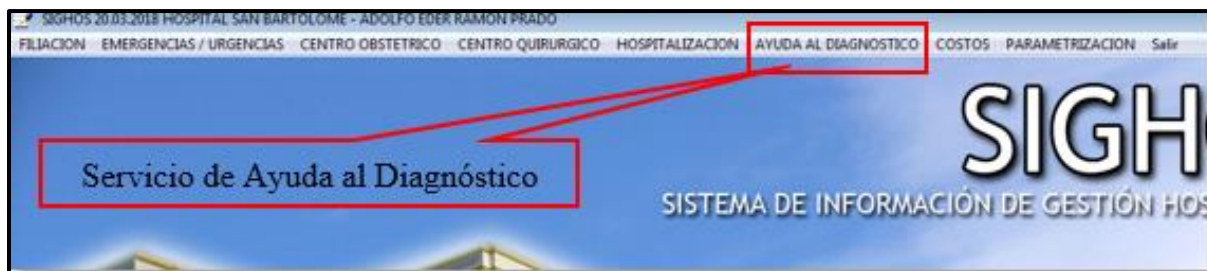 SIGHOS 20.03.2018 HOSPITAL SAN BARTOLOME - ADOLFO EDER RAMON PRADO
FILIACION EMERGENCIAS / URGENCIAS CENTRO OBSTETRICO CENTRO QUIRURGICO HOSPITALIZACION AYUDA AL DIAGNOSTICO COSTOS PARAMETRIZACION Salir
SIGH
Servicio de Ayuda al Diagnóstico
SISTEMA DE INFORMACIÓN DE GESTIÓN HOS